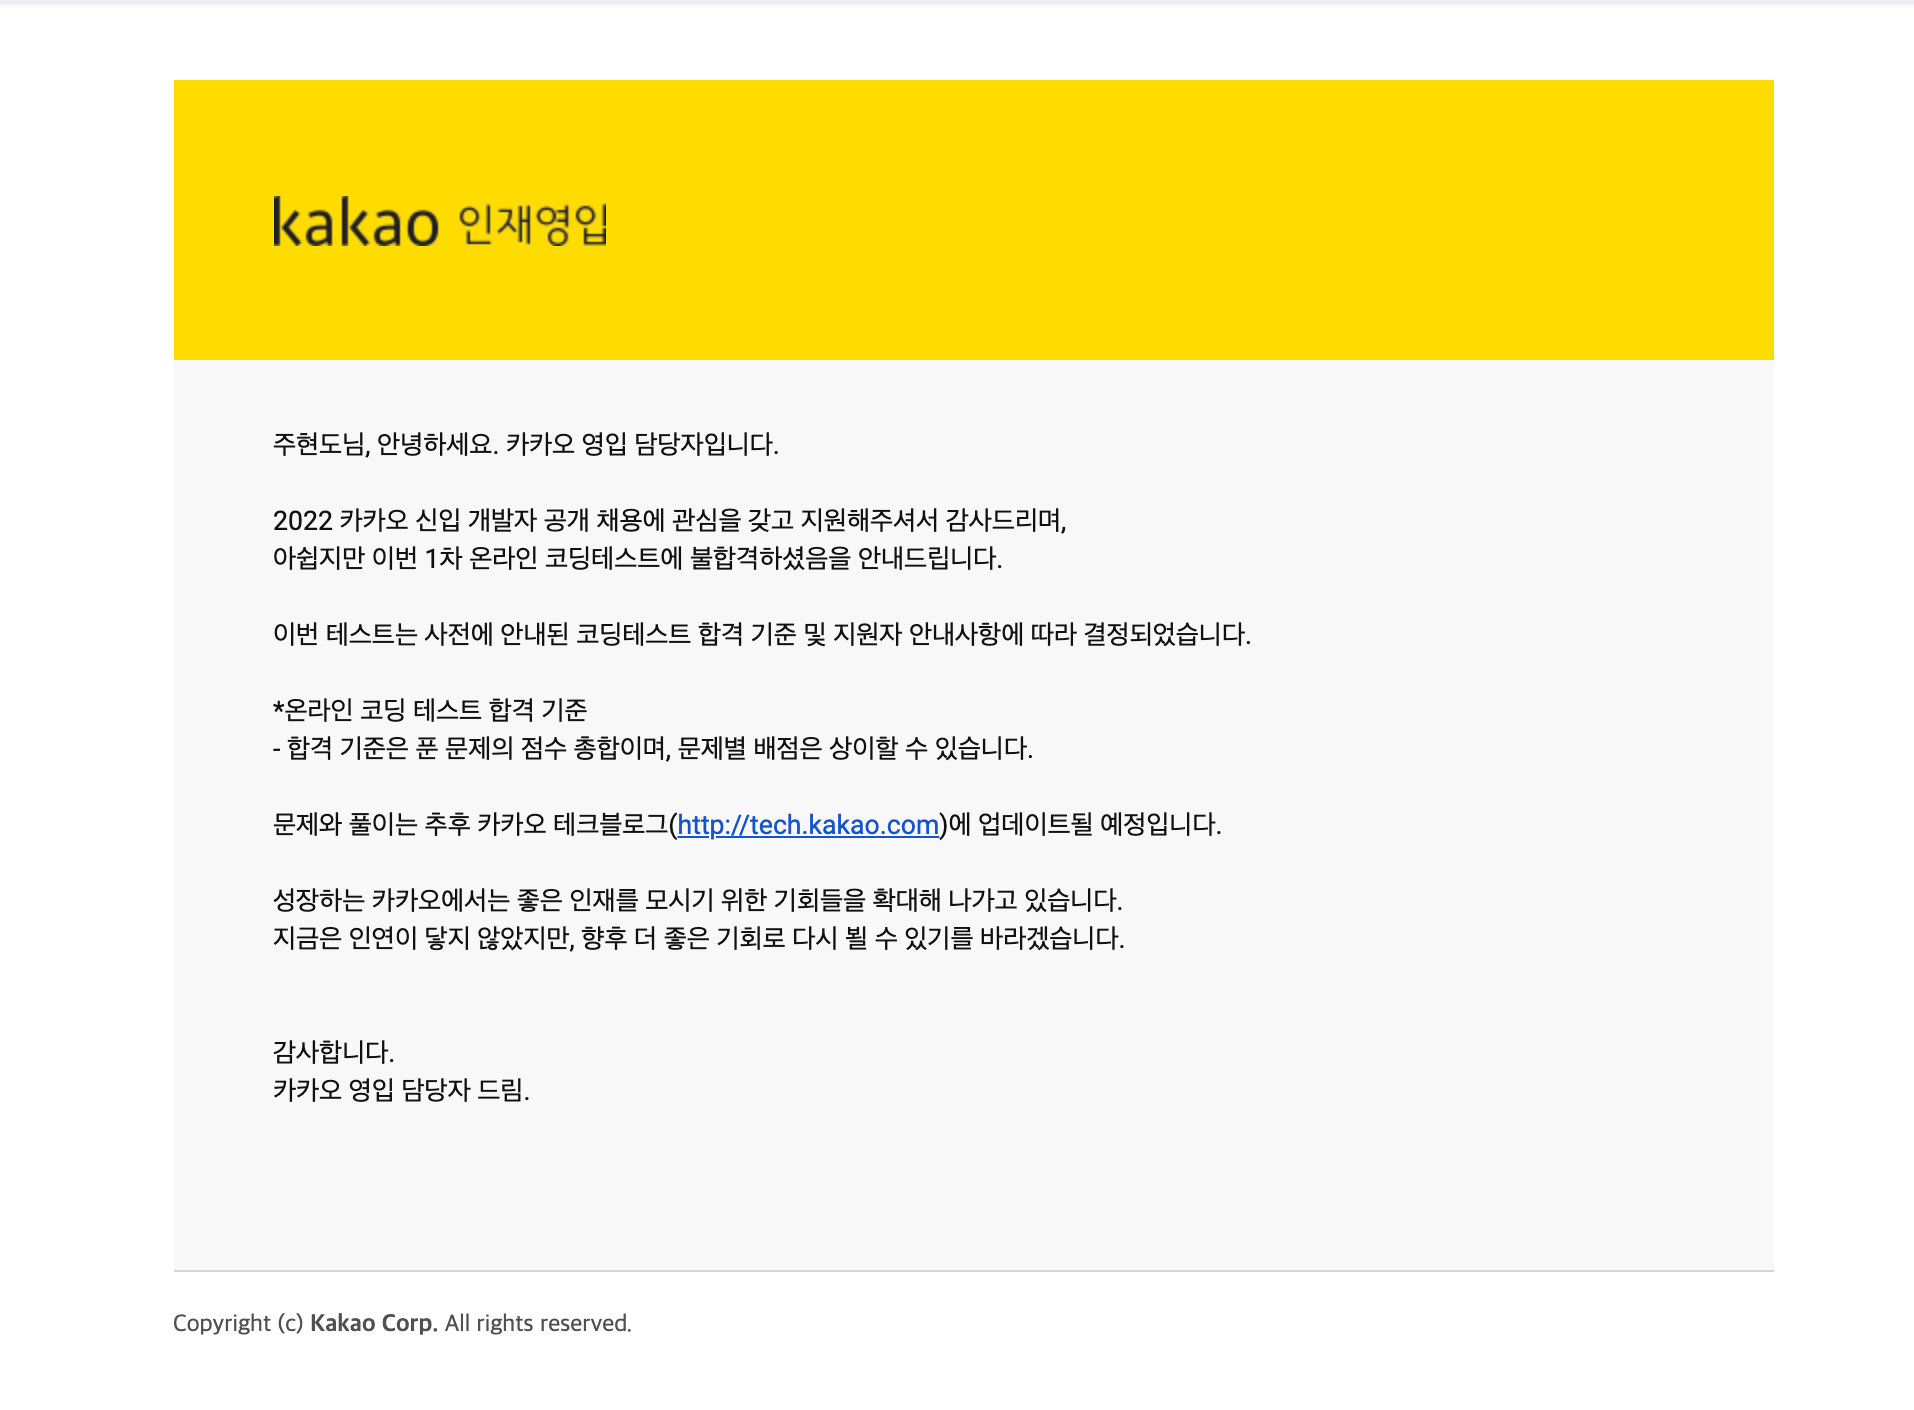 kakao 인재영입
주현도님, 안녕하세요. 카카오 영입 담당자입니다.
2022 카카오 신입 개발자 공개 채용에 관심을 갖고 지원해주셔서 감사드리며,
아쉽지만 이번 1차 온라인 코딩테스트에 불합격하셨음을 안내드립니다.
이번 테스트는 사전에 안내된 코딩테스트 합격 기준 및 지원자 안내사항에 따라 결정되었습니다.
*온라인 코딩 테스트 합격 기준
- 합격 기준은 푼 문제의 점수 총합이며, 문제별 배점은 상이할 수 있습니다.
문제와 풀이는 추후 카카오 테크블로그(http://tech.kakao.com)에 업데이트될 예정입니다.
성장하는 카카오에서는 좋은 인재를 모시기 위한 기회들을 확대해 나가고 있습니다.
지금은 인연이 닿지 않았지만, 향후 더 좋은 기회로 다시 뵐 수 있기를 바라겠습니다.
감사합니다.
카카오 영입 담당자 드림.
Copyright (c) Kakao Corp. All rights reserved.